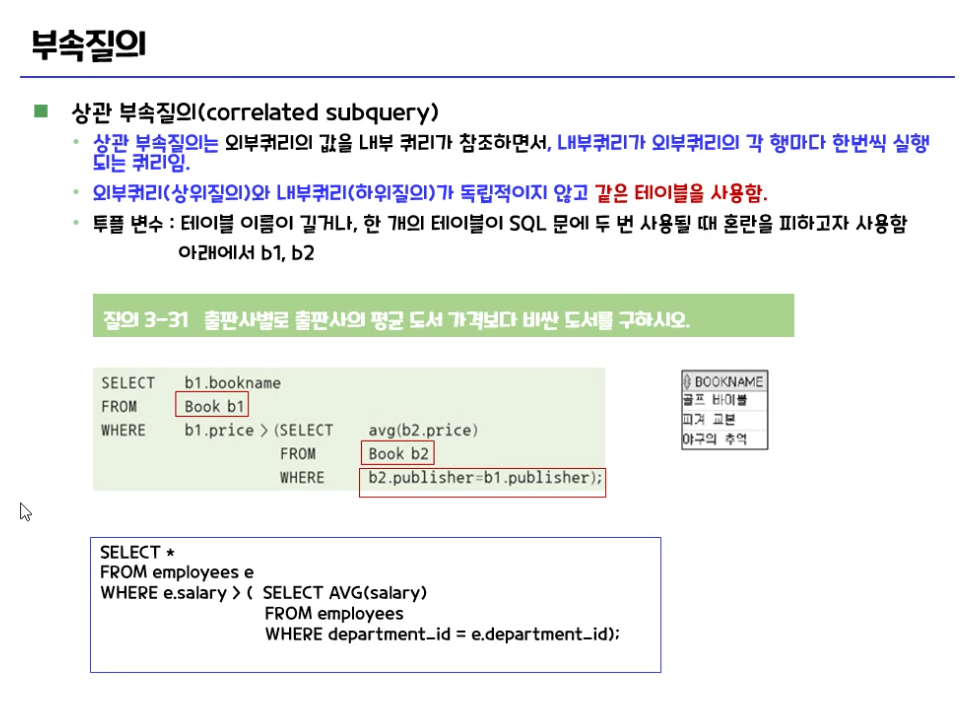 부속질의
상관 부속질의(correlated subquery)
상관 부속질의는 외부쿼리의 값을 내부 쿼리가 참조하면서, 내부쿼리가 외부쿼리의 각 행마다 한번씩 실행
되는 쿼리임.
외부쿼리(상위질의)와 내부쿼리(하위질의)가 독립적이지 않고 같은 테이블을 사용함.
투플 변수 : 테이블 이름이 길거나, 한 개의 테이블이 SQL 문에 두 번 사용될 때 혼란을 피하고자 사용함
아래에서 b1, b2
질의 3-31 출판사별로 출판사의 평균 도서 가격보다 비싼 도서를 구하시오.
SELECT b1.bookname
FROM Book b1
WHERE b1.price > (SELECT avg(b2.price)
FROM Book b2
WHERE b2.publisher=b1.publisher);
BOOKNAME
골프 바이블
피겨 교본
야구의 추억
SELECT *
FROM employees e
WHERE e.salary > ( SELECT AVG(salary)
FROM employees
WHERE department_id = e.department_id);